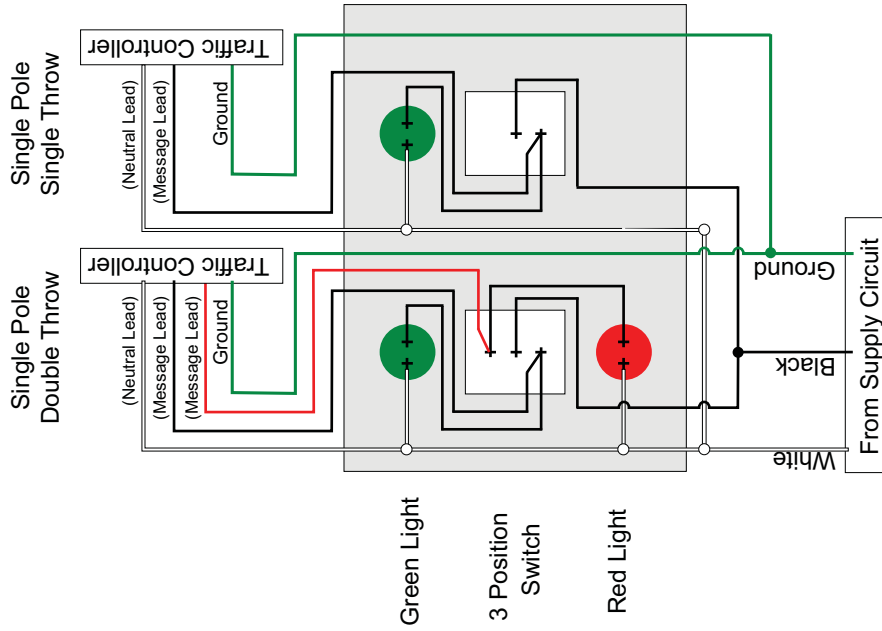 Single Pole
Single Throw
Traffic Controller
(Neutral Lead)
(Message Lead)
Ground
Single Pole
Double Throw
Traffic Controller
(Neutral Lead)
(Message Lead)
(Message Lead)
Ground
Green Light
3 Position
Switch
Red Light
Ground
Black
White
From Supply Circuit